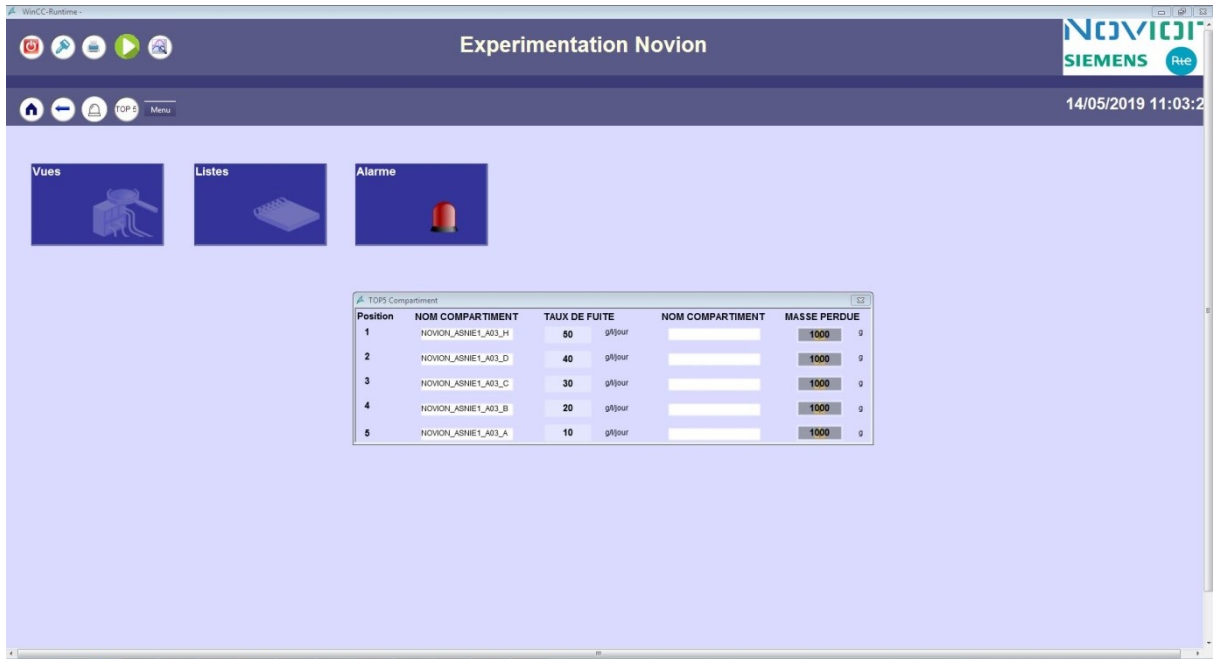 WinCC-Runtime -
Experimentation Novion
NOVION
SIEMENS Rte
TOP 5 Menu
14/05/2019 11:03:2
Vues Listes Alarme
TOP5 Compartiment
Position NOM COMPARTIMENT TAUX DE FUITE NOM COMPARTIMENT MASSE PERDUE
1 NOVION_ASNIE1_A03_H 50 g/l/jour 1000 g
2 NOVION_ASNIE1_A03_D 40 g/l/jour 1000 g
3 NOVION_ASNIE1_A03_C 30 g/l/jour 1000 g
4 NOVION_ASNIE1_A03_B 20 g/l/jour 1000 g
5 NOVION_ASNIE1_A03_A 10 g/l/jour 1000 g